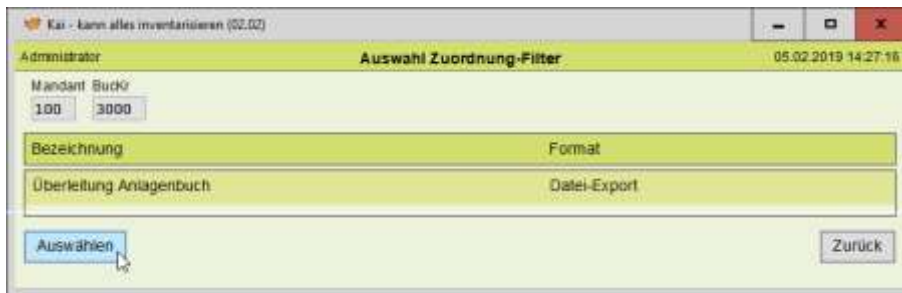 Kai - kann alles inventarisieren (02.02)
Administrator Auswahl Zuordnung-Filter 05.02.2019 14:27:16
Mandant BucKr
100 3000
Bezeichnung Format
Überleitung Anlagenbuch Datei-Export
Auswählen Zurück